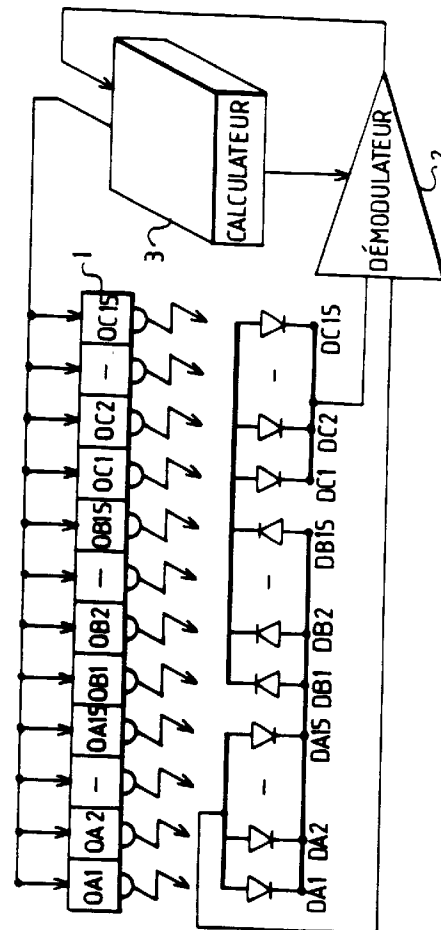 1
OA1 OA2 – OA15 OB1 OB2 – OB15 OC1 OC2 – OC15
3
CALCULATEUR
– – –
DA1 DA2 DA15 DB1 DB2 DB15 DC1 DC2 DC15
DÉMODULATEUR
2